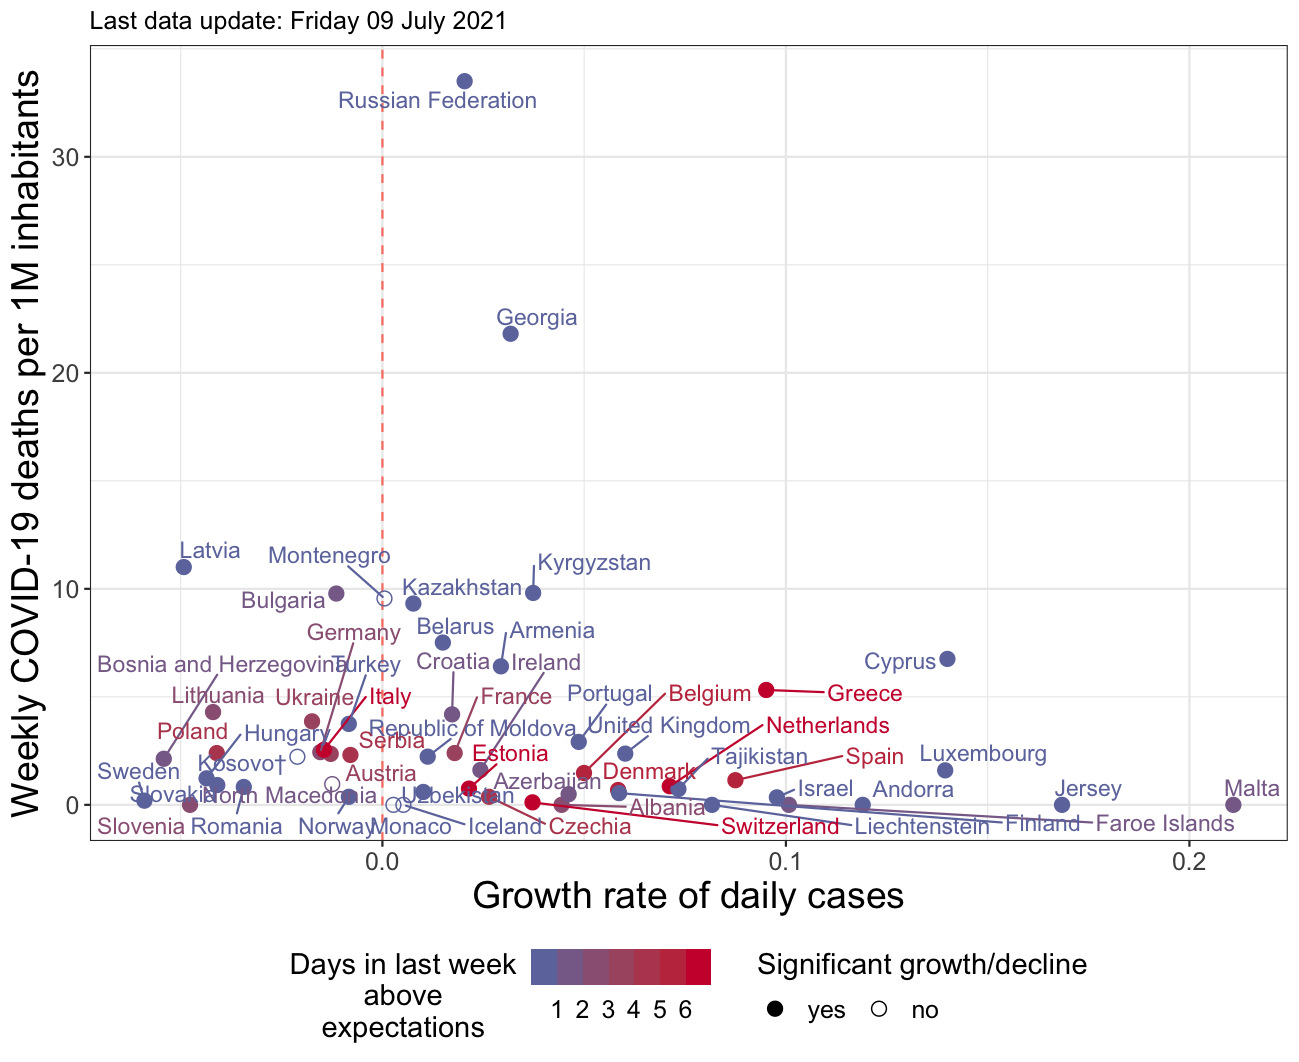 Last data update: Friday 09 July 2021
Weekly COVID-19 deaths per 1M inhabitants
30
20
10
0
Russian Federation
Georgia
Latvia
Montenegro
Kyrgyzstan
Bulgaria
Kazakhstan
Germany
Belarus
Armenia
Bosnia and Herzegovina
Turkey
Croatia
Ireland
Cyprus
Lithuania
Ukraine
Italy
France
Portugal
Belgium
Greece
Poland
Hungary
Serbia
Republic of Moldova
United Kingdom
Netherlands
Sweden
Kosovo†
Austria
Estonia
Denmark
Tajikistan
Spain
Luxembourg
Slovakia
North Macedonia
Uzbekistan
Azerbaijan
Albania
Israel
Andorra
Jersey
Malta
Slovenia
Romania
Norway
Monaco
Iceland
Czechia
Switzerland
Liechtenstein
Finland
Faroe Islands
0.0
0.1
0.2
Growth rate of daily cases
Days in last week
above
expectations
1 2 3 4 5 6
Significant growth/decline
yes
no